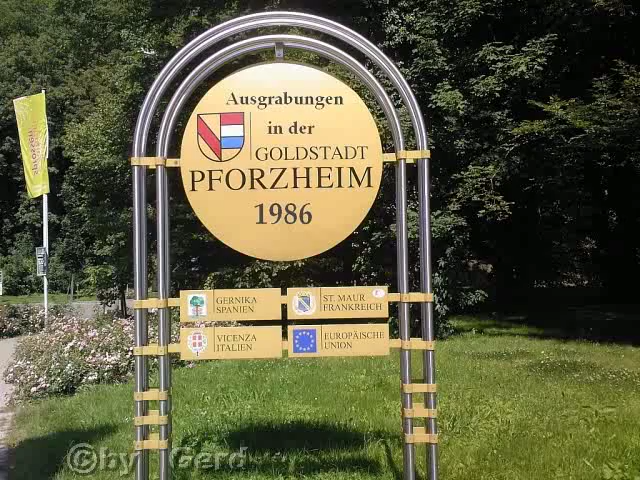 Ausgrabungen
in der
GOLDSTADT
PFORZHEIM
1986
GERNIKA
SPANIEN
ST. MAUR
FRANKREICH
VICENZA
ITALIEN
EUROPÄISCHE
UNION
©by Gerd